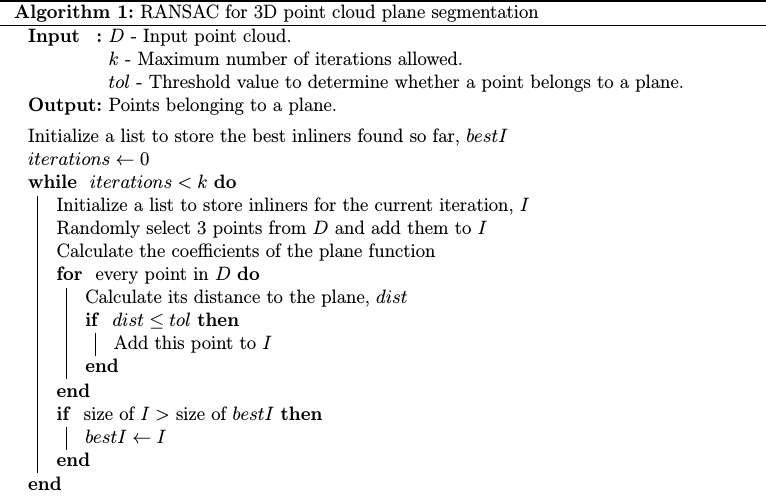 Algorithm 1: RANSAC for 3D point cloud plane segmentation
Input : D - Input point cloud.
k - Maximum number of iterations allowed.
tol - Threshold value to determine whether a point belongs to a plane.
Output: Points belonging to a plane.
Initialize a list to store the best inliners found so far, bestI
iterations ← 0
while iterations < k do
Initialize a list to store inliners for the current iteration, I
Randomly select 3 points from D and add them to I
Calculate the coefficients of the plane function
for every point in D do
Calculate its distance to the plane, dist
if dist ≤ tol then
Add this point to I
end
end
if size of I > size of bestI then
bestI ← I
end
end